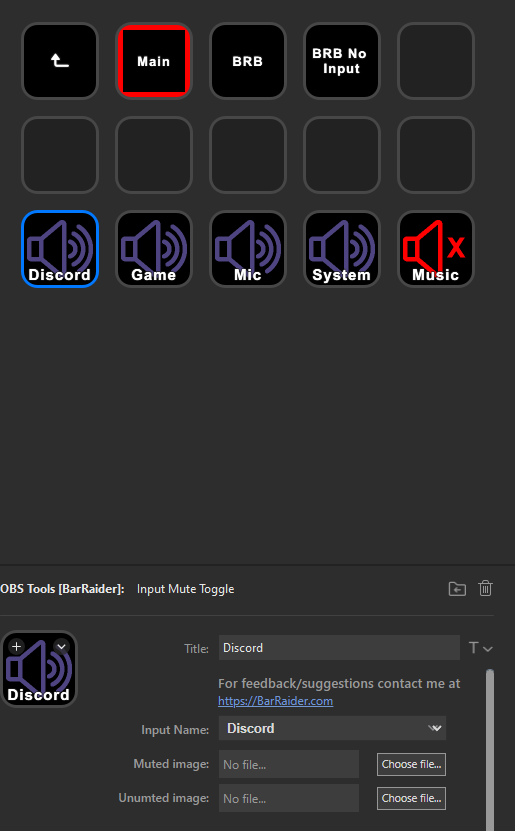 Main
BRB
BRB No
Input
Discord
Game
Mic
System
X
Music
OBS Tools [BarRaider]: Input Mute Toggle
Discord
Title: Discord
T
For feedback/suggestions contact me at
https://BarRaider.com
Input Name: Discord
Muted image: No file... Choose file...
Unumted image: No file... Choose file...